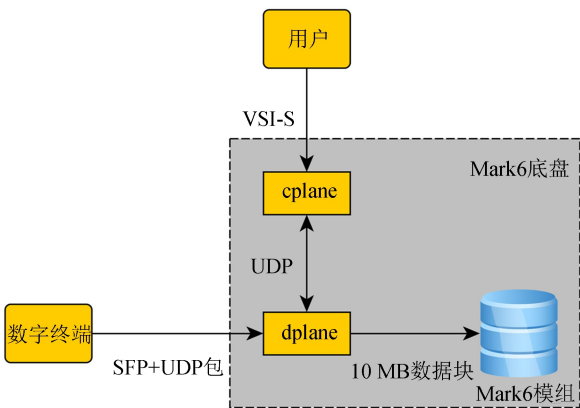 用户
VSI-S
Mark6底盘
cplane
UDP
数字终端
dplane
SFP+UDP包
10 MB数据块
Mark6模组